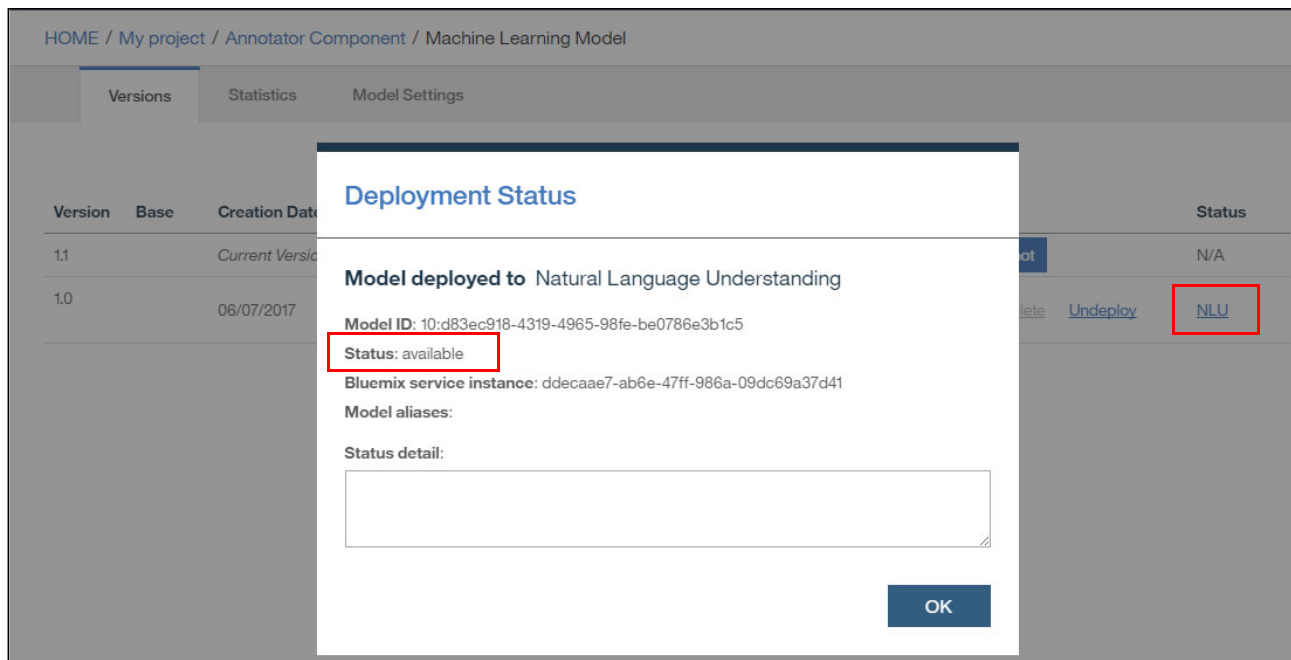 HOME / My project / Annotator Component / Machine Learning Model
Versions Statistics Model Settings
Deployment Status
Version Base Creation Date Status
1.1 Current Versio ot N/A
Model deployed to Natural Language Understanding
1.0 06/07/2017 lete Undeploy NLU
Model ID: 10:d83ec918-4319-4965-98fe-be0786e3b1c5
Status: available
Bluemix service instance: ddecaae7-ab6e-47ff-986a-09dc69a37d41
Model aliases:
Status detail:
OK